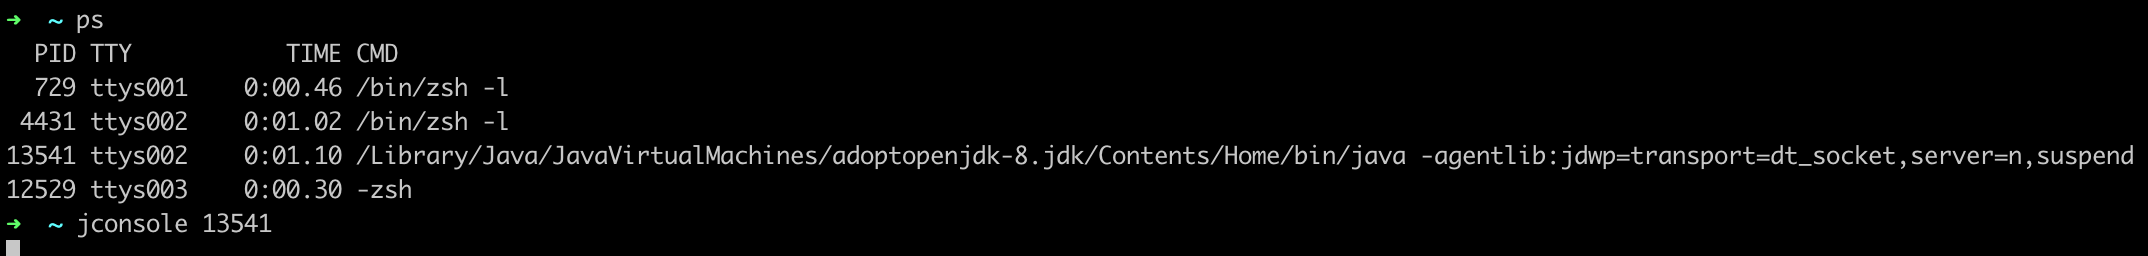 ➜  ~ ps
  PID TTY           TIME CMD
  729 ttys001    0:00.46 /bin/zsh -l
 4431 ttys002    0:01.02 /bin/zsh -l
13541 ttys002    0:01.10 /Library/Java/JavaVirtualMachines/adoptopenjdk-8.jdk/Contents/Home/bin/java -agentlib:jdwp=transport=dt_socket,server=n,suspend
12529 ttys003    0:00.30 -zsh
➜  ~ jconsole 13541